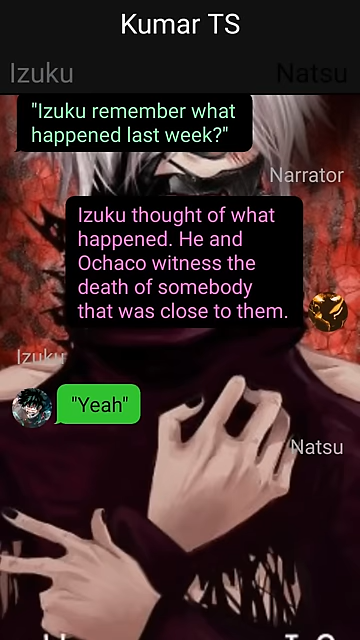 Kumar TS
Izuku
Natsu
"Izuku remember what
happened last week?"
Narrator
Izuku thought of what
happened. He and
Ochaco witness the
death of somebody
that was close to them.
Izuku
"Yeah"
Natsu